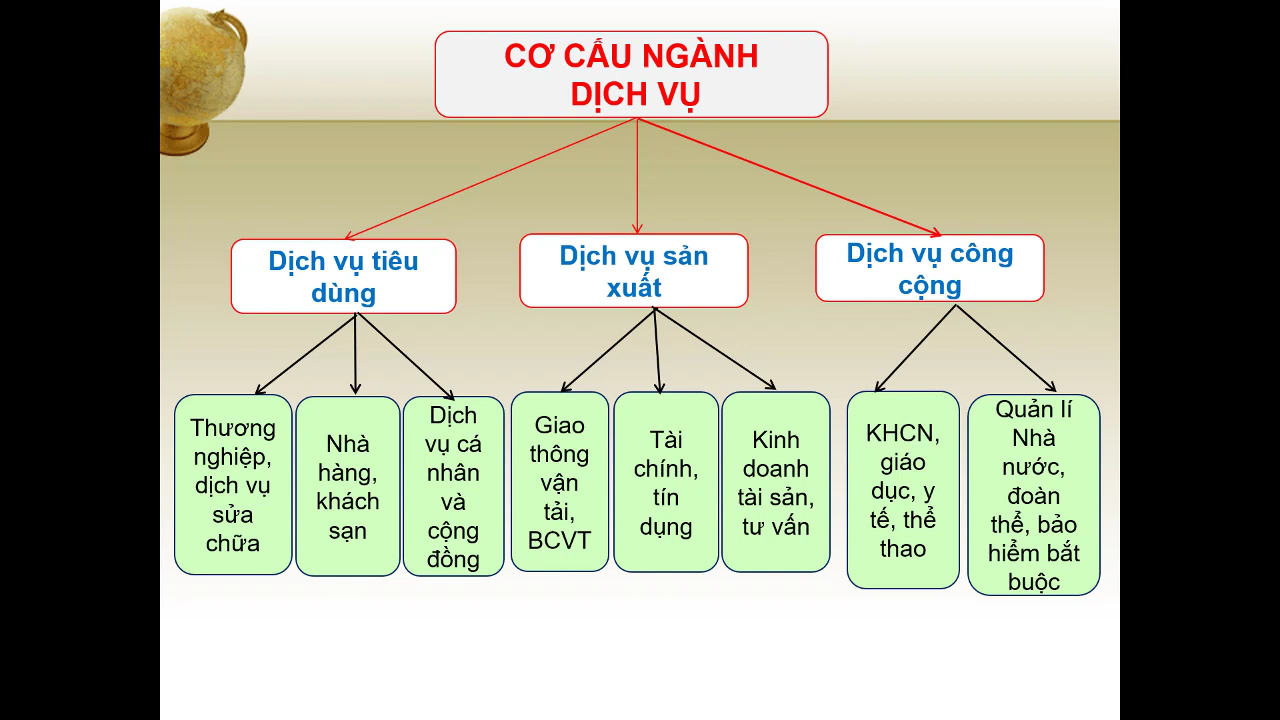 CƠ CẤU NGÀNH
DỊCH VỤ
Dịch vụ tiêu
dùng
Dịch vụ sản
xuất
Dịch vụ công
cộng
Thương
nghiệp,
dịch vụ
sửa
chữa
Nhà
hàng,
khách
sạn
Dịch
vụ cá
nhân
và
cộng
đồng
Giao
thông
vận
tải,
BCVT
Tài
chính,
tín
dụng
Kinh
doanh
tài sản,
tư vấn
KHCN,
giáo
dục, y
tế, thể
thao
Quản lí
Nhà
nước,
đoàn
thể, bảo
hiểm bắt
buộc